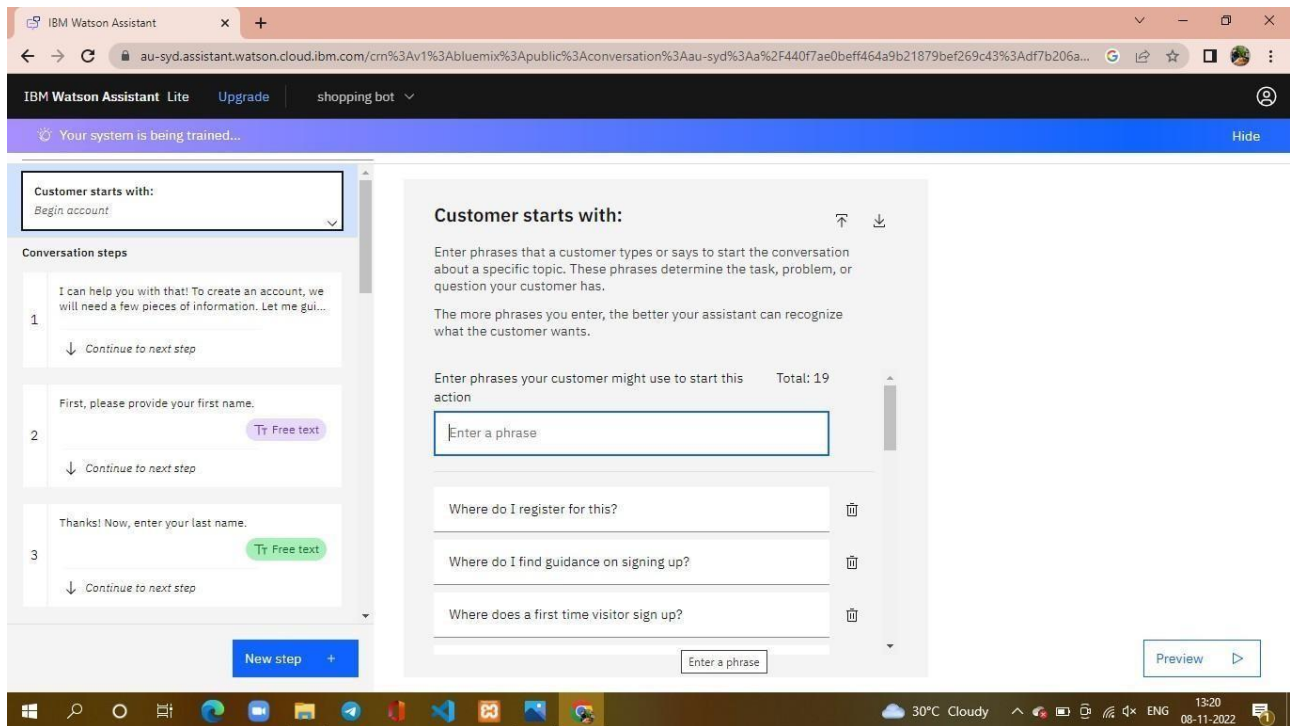 IBM Watson Assistant
au-syd.assistant.watson.cloud.ibm.com/crn%3Av1%3Abluemix%3Apublic%3Aconversation%3Aau-syd%3Aa%2F440f7ae0beff464a9b21879bef269c43%3Adf7b206a...
IBM Watson Assistant Lite Upgrade shopping bot
Your system is being trained... Hide
Customer starts with:
Begin account
Conversation steps
1
I can help you with that! To create an account, we
will need a few pieces of information. Let me gui...
Continue to next step
2
First, please provide your first name.
Tт Free text
Continue to next step
3
Thanks! Now, enter your last name.
Tт Free text
Continue to next step
New step +
Customer starts with:
Enter phrases that a customer types or says to start the conversation
about a specific topic. These phrases determine the task, problem, or
question your customer has.
The more phrases you enter, the better your assistant can recognize
what the customer wants.
Enter phrases your customer might use to start this Total: 19
action
Enter a phrase
Where do I register for this?
Where do I find guidance on signing up?
Where does a first time visitor sign up?
Enter a phrase
Preview
30°C Cloudy ENG 13:20
08-11-2022